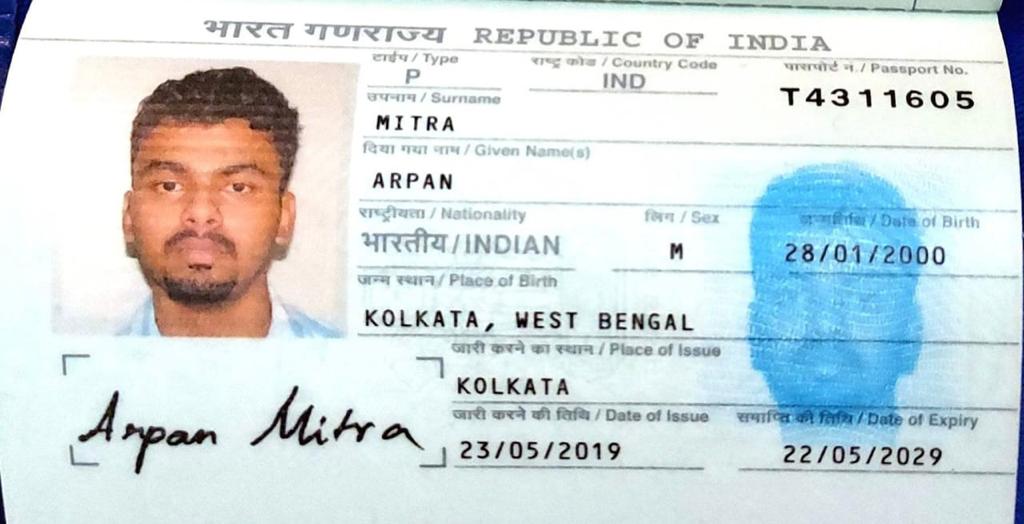 भारत गणराज्य REPUBLIC OF INDIA
टाईप / Type राष्ट्र कोड / Country Code पासपोर्ट न. / Passport No.
P IND T4311605
उपनाम / Surname
MITRA
दिया गया नाम / Given Name(s)
ARPAN
राष्ट्रीयता / Nationality लिंग / Sex जन्मतिथि / Date of Birth
भारतीय/INDIAN M 28/01/2000
जन्म स्थान / Place of Birth
KOLKATA, WEST BENGAL
जारी करने का स्थान / Place of Issue
KOLKATA
जारी करने की तिथि / Date of Issue समाप्ति की तिथि / Date of Expiry
23/05/2019 22/05/2029
Arpan Mitra